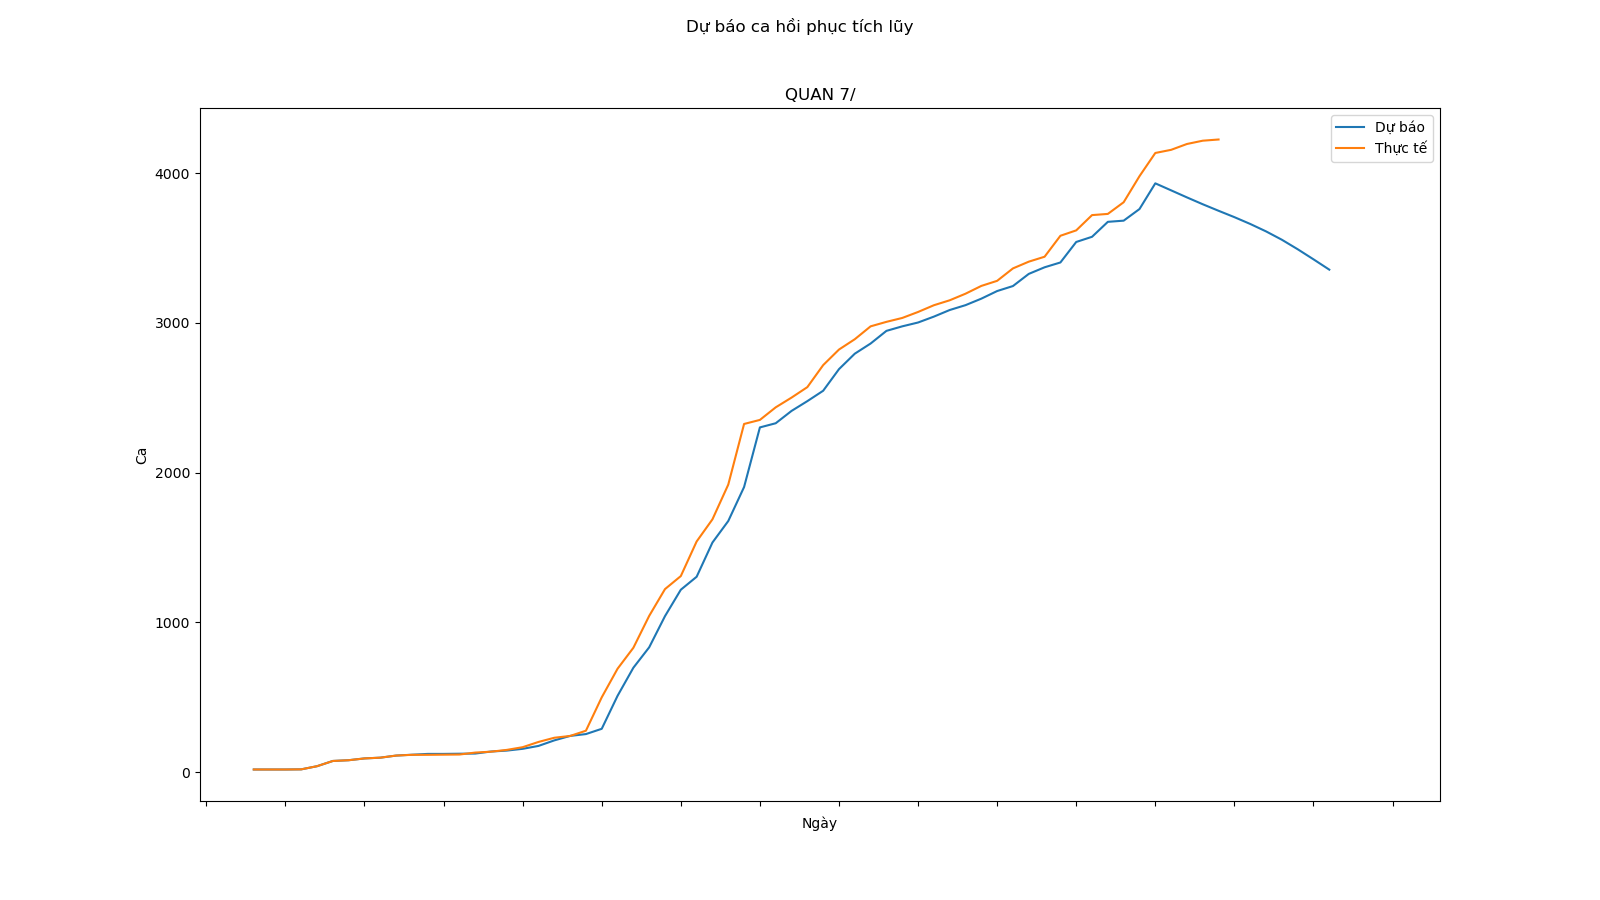 Dự báo ca hồi phục tích lũy
QUAN 7/
Dự báo
Thực tế
4000
3000
2000
1000
0
Ca
Ngày